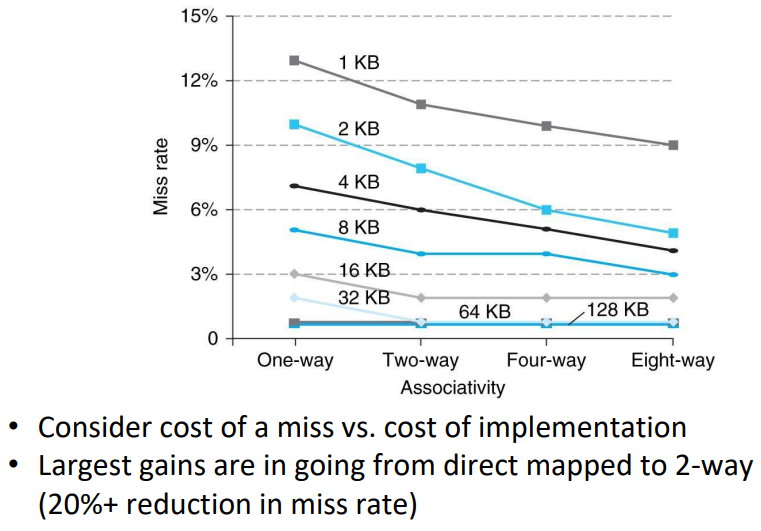 15%
1 KB
12%
2 KB
9%
4 KB
6%
8 KB
3%
16 KB
32 KB
64 KB
128 KB
0
Miss rate
One-way Two-way Four-way Eight-way
Associativity
• Consider cost of a miss vs. cost of implementation
• Largest gains are in going from direct mapped to 2-way
(20%+ reduction in miss rate)